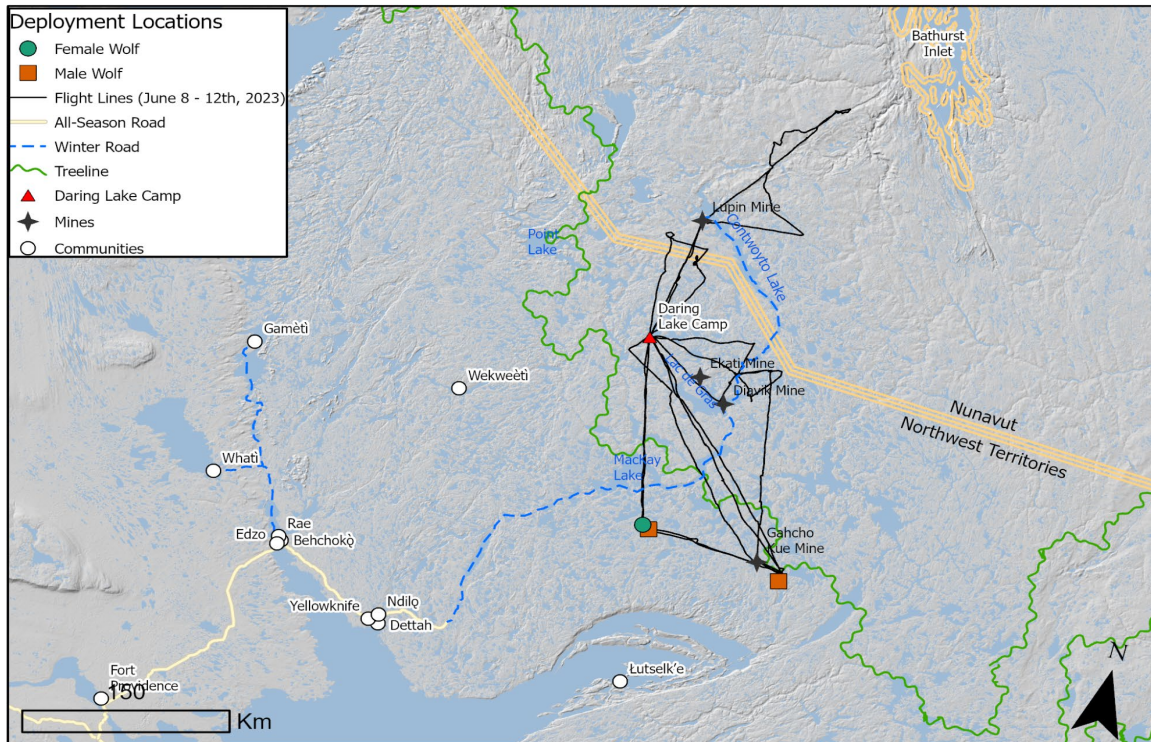 Deployment Locations
Female Wolf
Male Wolf
Flight Lines (June 8 - 12th, 2023)
All-Season Road
Winter Road
Treeline
Daring Lake Camp
Mines
Communities
Bathurst
Inlet
Lupin Mine
Contwoyto Lake
Point
Lake
Daring
Lake Camp
Gamètì
Wekweètì
Ekati Mine
Lac de Gras
Diavik Mine
Nunavut
Northwest Territories
Whatì
Mackay
Lake
Rae
Edzo
Behchokǫ̀
Gahcho
Kue Mine
Yellowknife
Ndilǫ
Dettah
Łutselk'e
Fort
Providence
150
Km
N